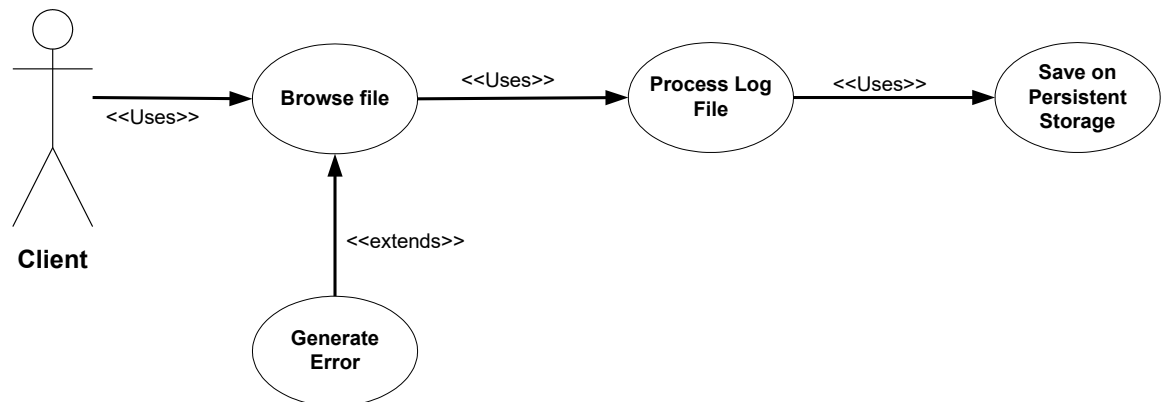 <<Uses>>
Browse file
<<Uses>>
Process Log
File
<<Uses>>
Save on
Persistent
Storage
Client
<<extends>>
Generate
Error